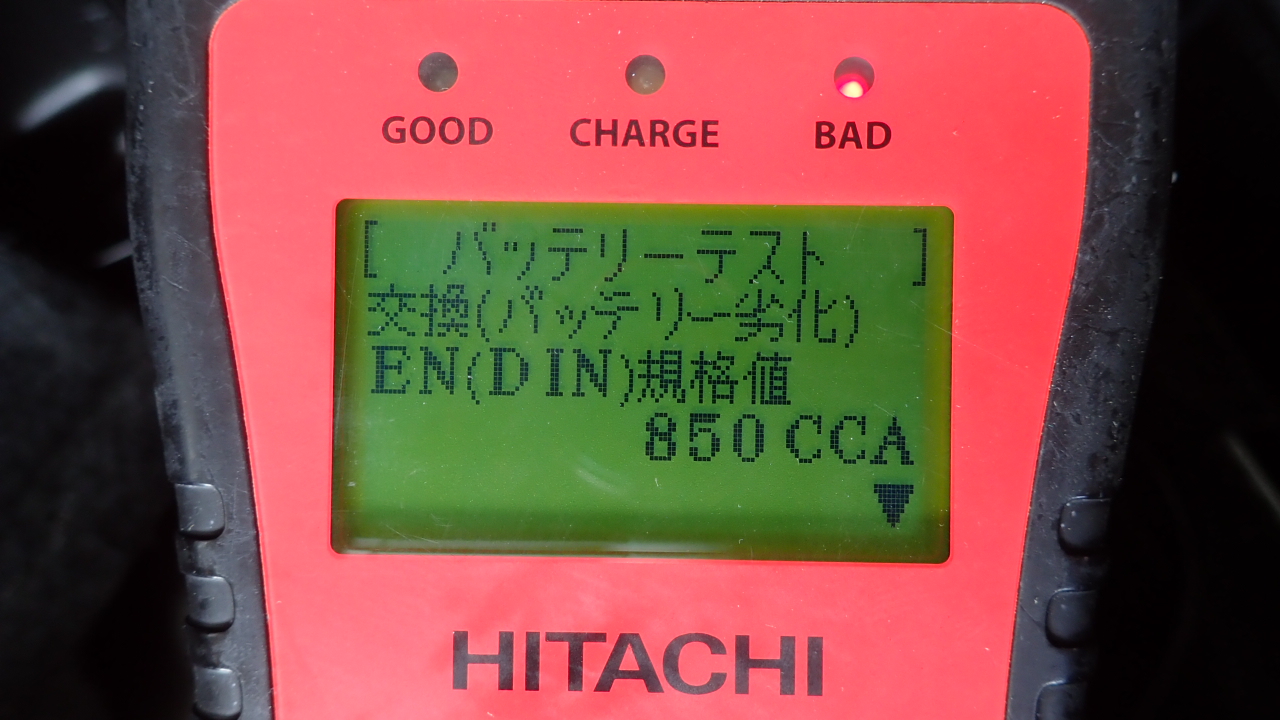 GOOD CHARGE BAD
[ バッテリーテスト ]
交換(バッテリー劣化)
EN(DIN)規格値
850CCA
▼
HITACHI